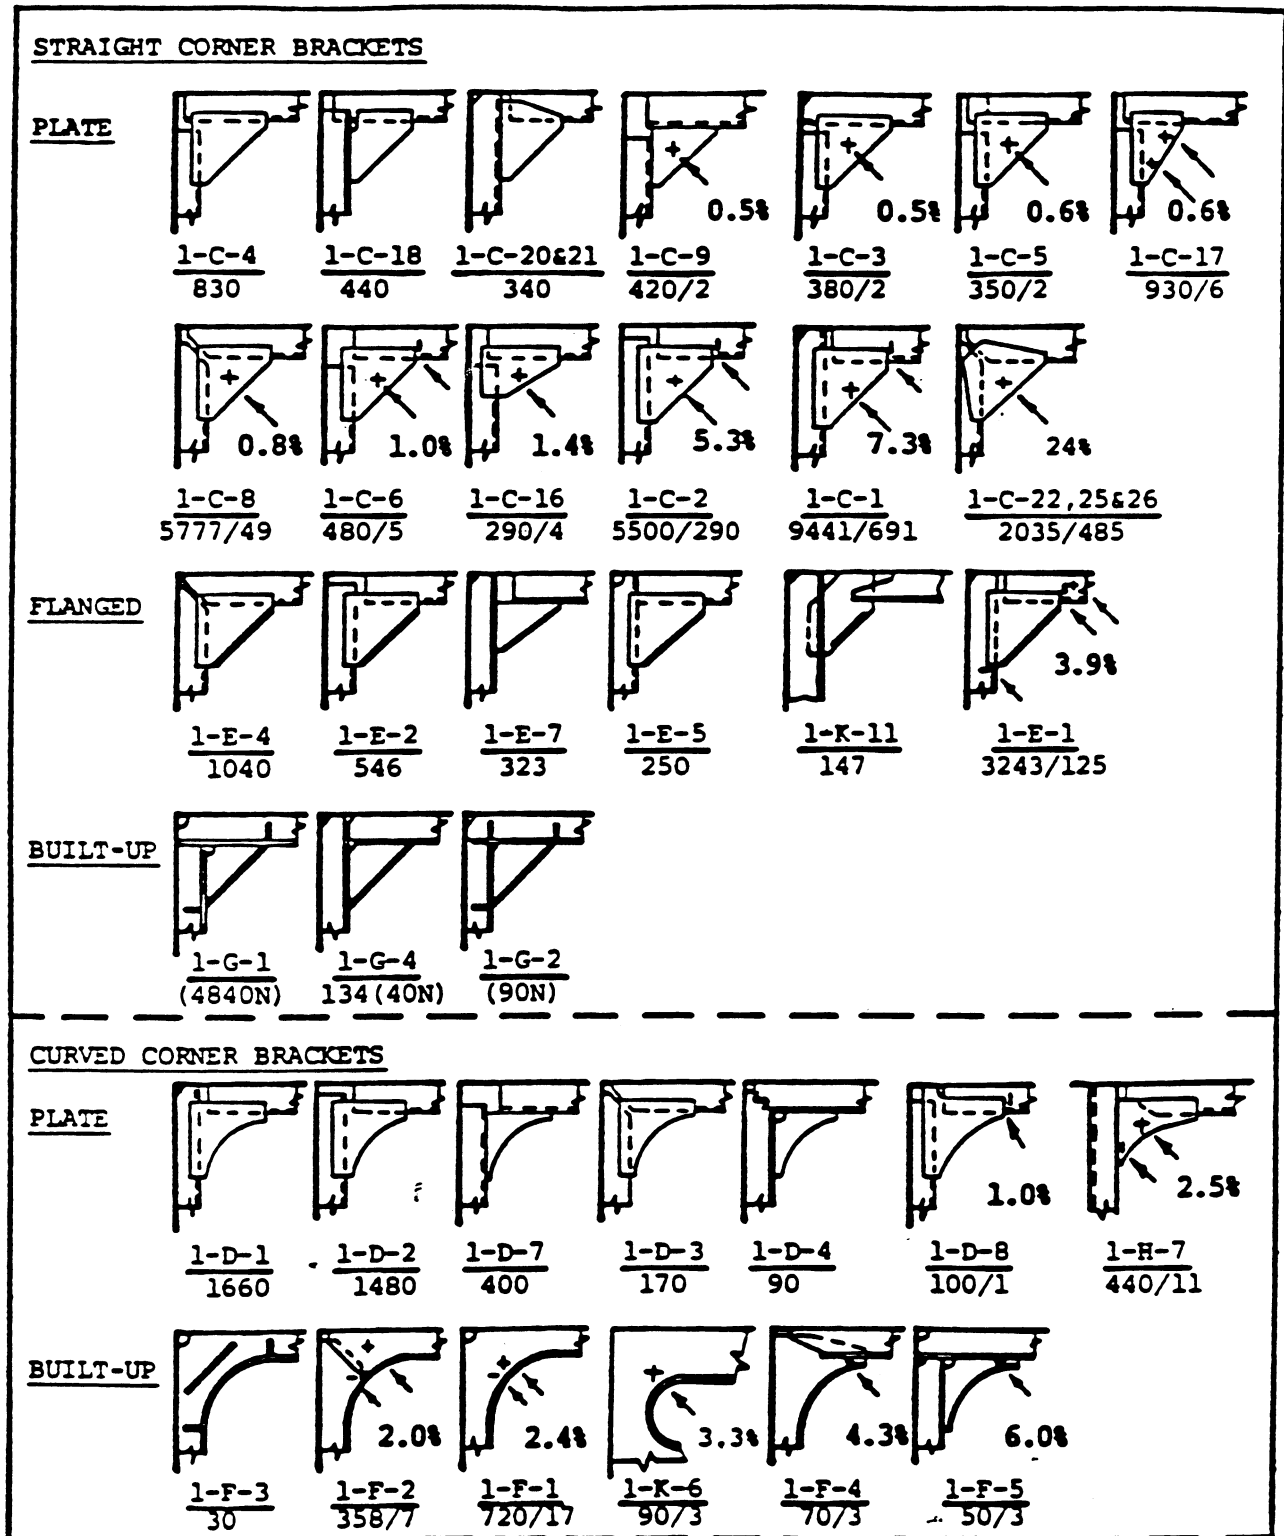 STRAIGHT CORNER BRACKETS
PLATE
0.5% 0.5% 0.6% 0.6%
1-C-4 1-C-18 1-C-20&21 1-C-9 1-C-3 1-C-5 1-C-17
830 440 340 420/2 380/2 350/2 930/6
0.8% 1.0% 1.4% 5.3% 7.3% 24%
1-C-8 1-C-6 1-C-16 1-C-2 1-C-1 1-C-22,25&26
5777/49 480/5 290/4 5500/290 9441/691 2035/485
FLANGED
3.9%
1-E-4 1-E-2 1-E-7 1-E-5 1-K-11 1-E-1
1040 546 323 250 147 3243/125
BUILT-UP
1-G-1 1-G-4 1-G-2
(4840N) 134(40N) (90N)
CURVED CORNER BRACKETS
PLATE
1.0% 2.5%
1-D-1 1-D-2 1-D-7 1-D-3 1-D-4 1-D-8 1-H-7
1660 1480 400 170 90 100/1 440/11
BUILT-UP
2.0% 2.4% 3.3% 4.3% 6.0%
1-F-3 1-F-2 1-F-1 1-K-6 1-F-4 1-F-5
30 358/7 720/17 90/3 70/3 50/3